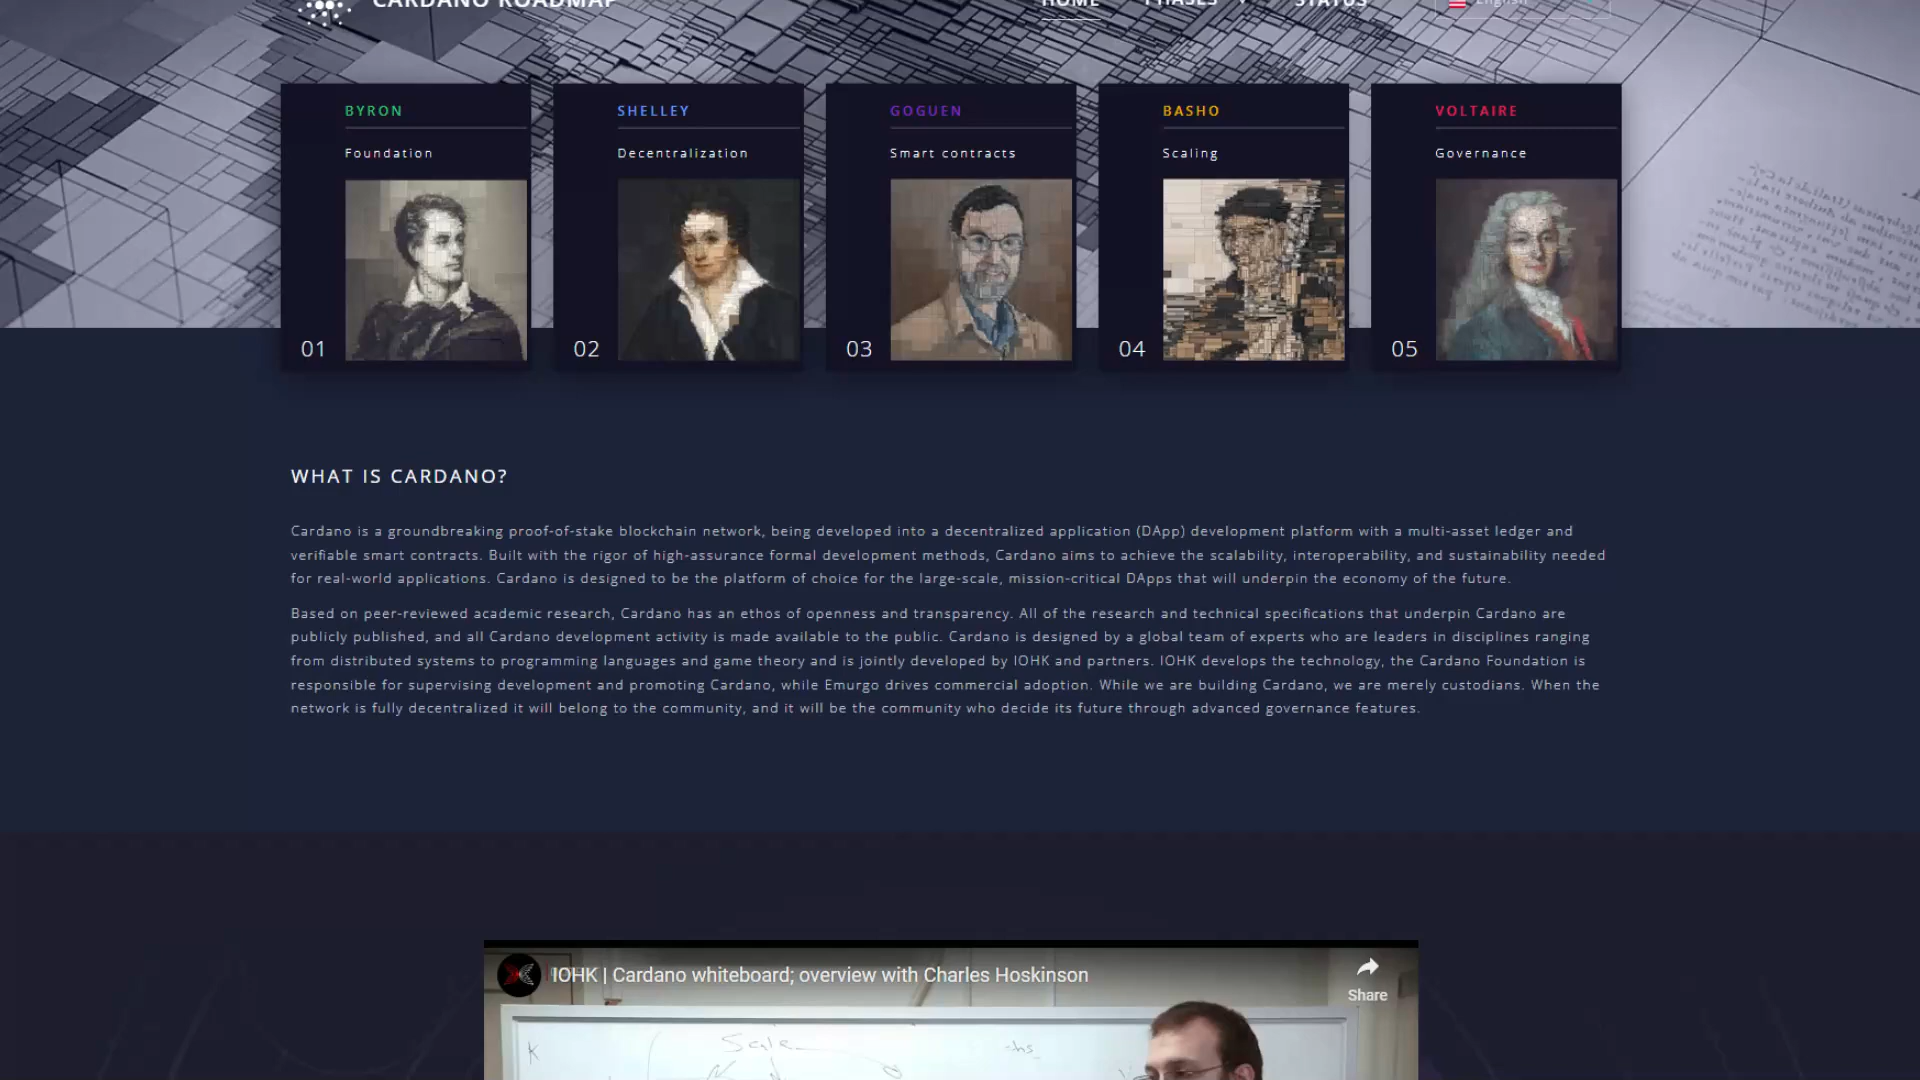 CARDANO ROADMAP
HOME PHASES STATUS English
BYRON
Foundation
01
SHELLEY
Decentralization
02
GOGUEN
Smart contracts
03
BASHO
Scaling
04
VOLTAIRE
Governance
05
WHAT IS CARDANO?
Cardano is a groundbreaking proof-of-stake blockchain network, being developed into a decentralized application (DApp) development platform with a multi-asset ledger and
verifiable smart contracts. Built with the rigor of high-assurance formal development methods, Cardano aims to achieve the scalability, interoperability, and sustainability needed
for real-world applications. Cardano is designed to be the platform of choice for the large-scale, mission-critical DApps that will underpin the economy of the future.
Based on peer-reviewed academic research, Cardano has an ethos of openness and transparency. All of the research and technical specifications that underpin Cardano are
publicly published, and all Cardano development activity is made available to the public. Cardano is designed by a global team of experts who are leaders in disciplines ranging
from distributed systems to programming languages and game theory and is jointly developed by IOHK and partners. IOHK develops the technology, the Cardano Foundation is
responsible for supervising development and promoting Cardano, while Emurgo drives commercial adoption. While we are building Cardano, we are merely custodians. When the
network is fully decentralized it will belong to the community, and it will be the community who decide its future through advanced governance features.
IOHK | Cardano whiteboard; overview with Charles Hoskinson
Share
Scale